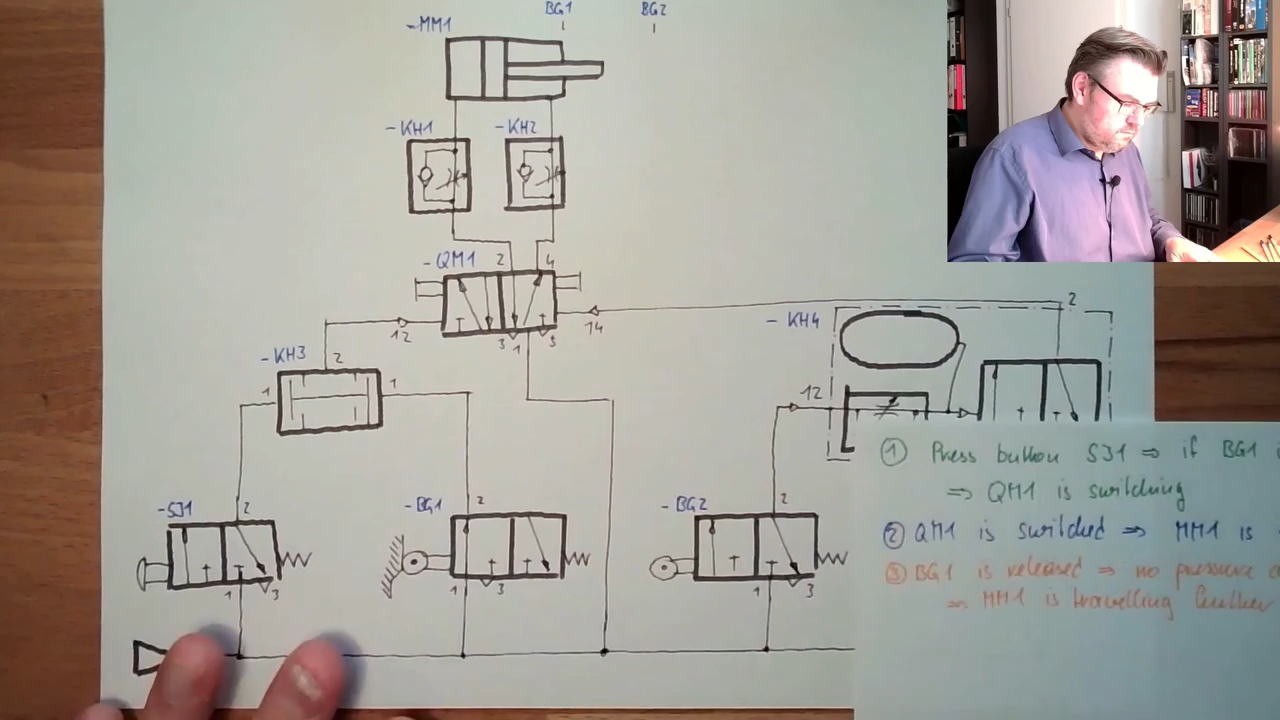 BG1 BG2
-MM1
-KH1 -KH2
-QM1 2 4
2
12 14 -KH4
3 1 5
-KH3 2
1 1 12
-SJ1 2 -BG1 2 -BG2 2
1 3 1 3 1 3
① Press button SJ1 ⇒ if BG1
⇒ QM1 is switching
② QM1 is switched ⇒ MM1 is
③ BG1 is released ⇒ no pressure
⇒ MM1 is travelling further